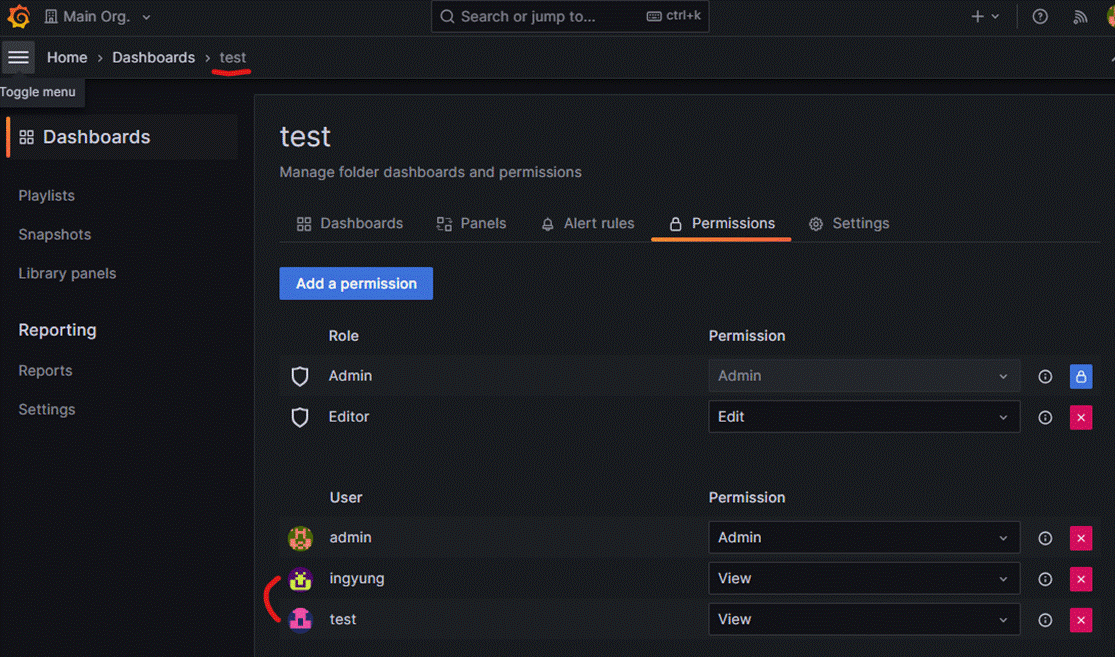 Main Org.
Search or jump to...
ctrl+k
Home › Dashboards › test
Toggle menu
Dashboards
Playlists
Snapshots
Library panels
Reporting
Reports
Settings
test
Manage folder dashboards and permissions
Dashboards Panels Alert rules Permissions Settings
Add a permission
Role Permission
Admin Admin
Editor Edit
User Permission
admin Admin
ingyung View
test View